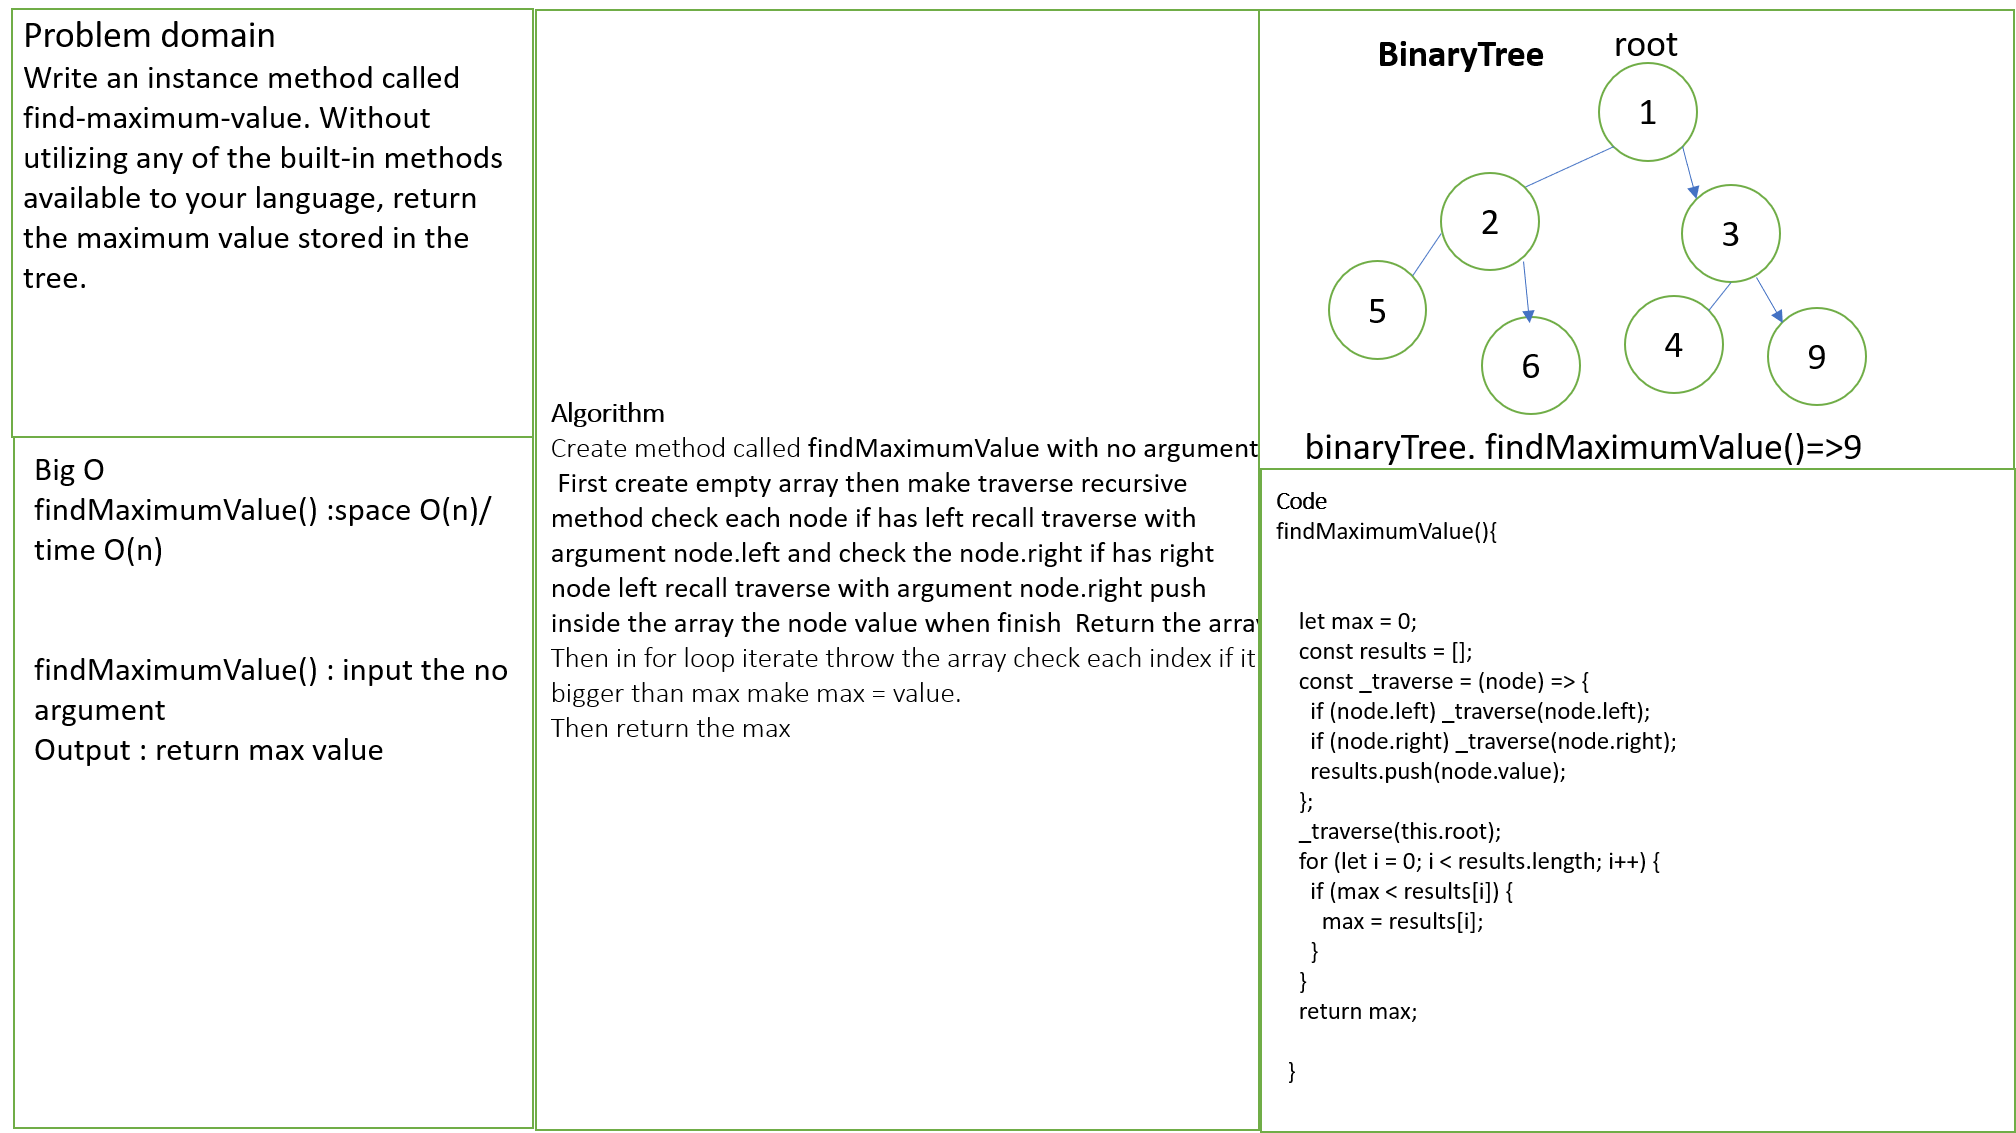 Problem domain
Write an instance method called
find-maximum-value. Without
utilizing any of the built-in methods
available to your language, return
the maximum value stored in the
tree.
Big O
findMaximumValue() :space O(n)/
time O(n)
findMaximumValue() : input the no
argument
Output : return max value
Algorithm
Create method called findMaximumValue with no argument
First create empty array then make traverse recursive
method check each node if has left recall traverse with
argument node.left and check the node.right if has right
node left recall traverse with argument node.right push
inside the array the node value when finish  Return the array
Then in for loop iterate throw the array check each index if it
bigger than max make max = value.
Then return the max
BinaryTree
root
1
2
3
5
6
4
9
binaryTree. findMaximumValue()=>9
Code
findMaximumValue(){
let max = 0;
const results = [];
const _traverse = (node) => {
if (node.left) _traverse(node.left);
if (node.right) _traverse(node.right);
results.push(node.value);
};
_traverse(this.root);
for (let i = 0; i < results.length; i++) {
if (max < results[i]) {
max = results[i];
}
}
return max;
}